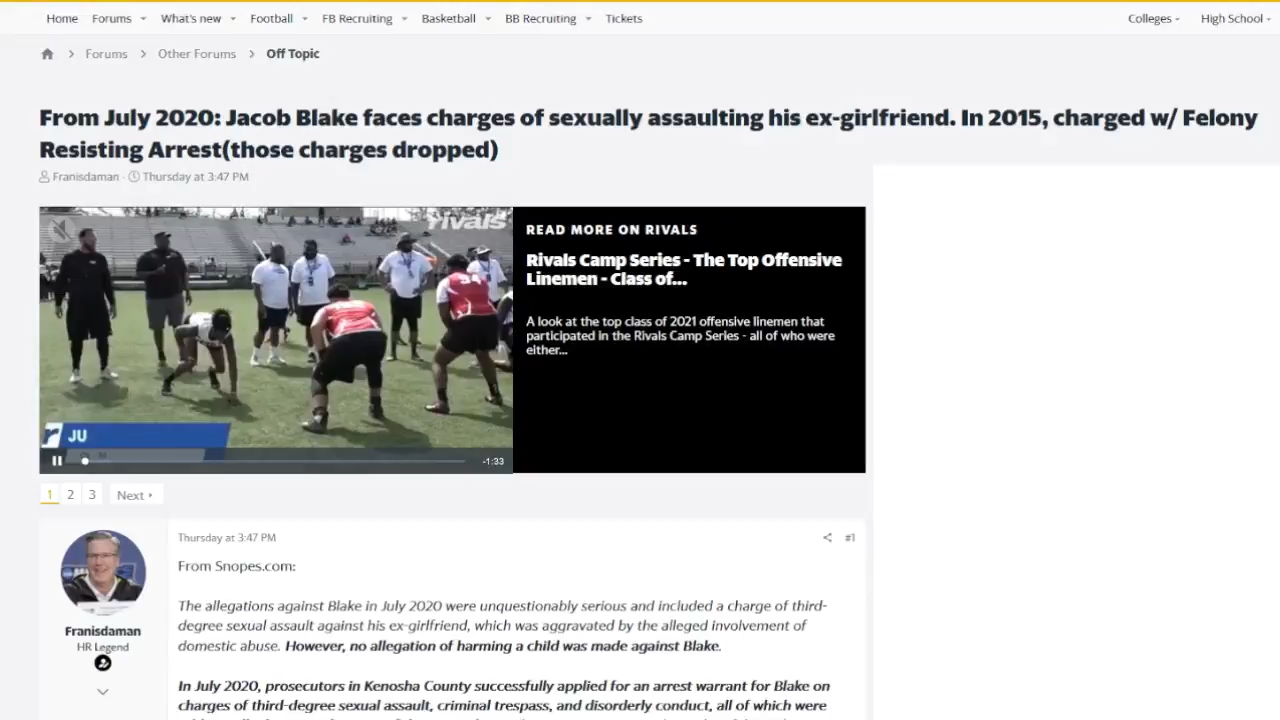 Home Forums What's new Football FB Recruiting Basketball BB Recruiting Tickets Colleges High School
Forums Other Forums Off Topic
From July 2020: Jacob Blake faces charges of sexually assaulting his ex-girlfriend. In 2015, charged w/ Felony
Resisting Arrest(those charges dropped)
Franisdaman · Thursday at 3:47 PM
rivals
READ MORE ON RIVALS
Rivals Camp Series - The Top Offensive
Linemen - Class of...
A look at the top class of 2021 offensive linemen that
participated in the Rivals Camp Series - all of who were
either...
r JU
-1:33
1 2 3 Next
Thursday at 3:47 PM #1
From Snopes.com:
The allegations against Blake in July 2020 were unquestionably serious and included a charge of third-
degree sexual assault against his ex-girlfriend, which was aggravated by the alleged involvement of
domestic abuse. However, no allegation of harming a child was made against Blake.
Franisdaman
HR Legend
In July 2020, prosecutors in Kenosha County successfully applied for an arrest warrant for Blake on
charges of third-degree sexual assault, criminal trespass, and disorderly conduct, all of which were